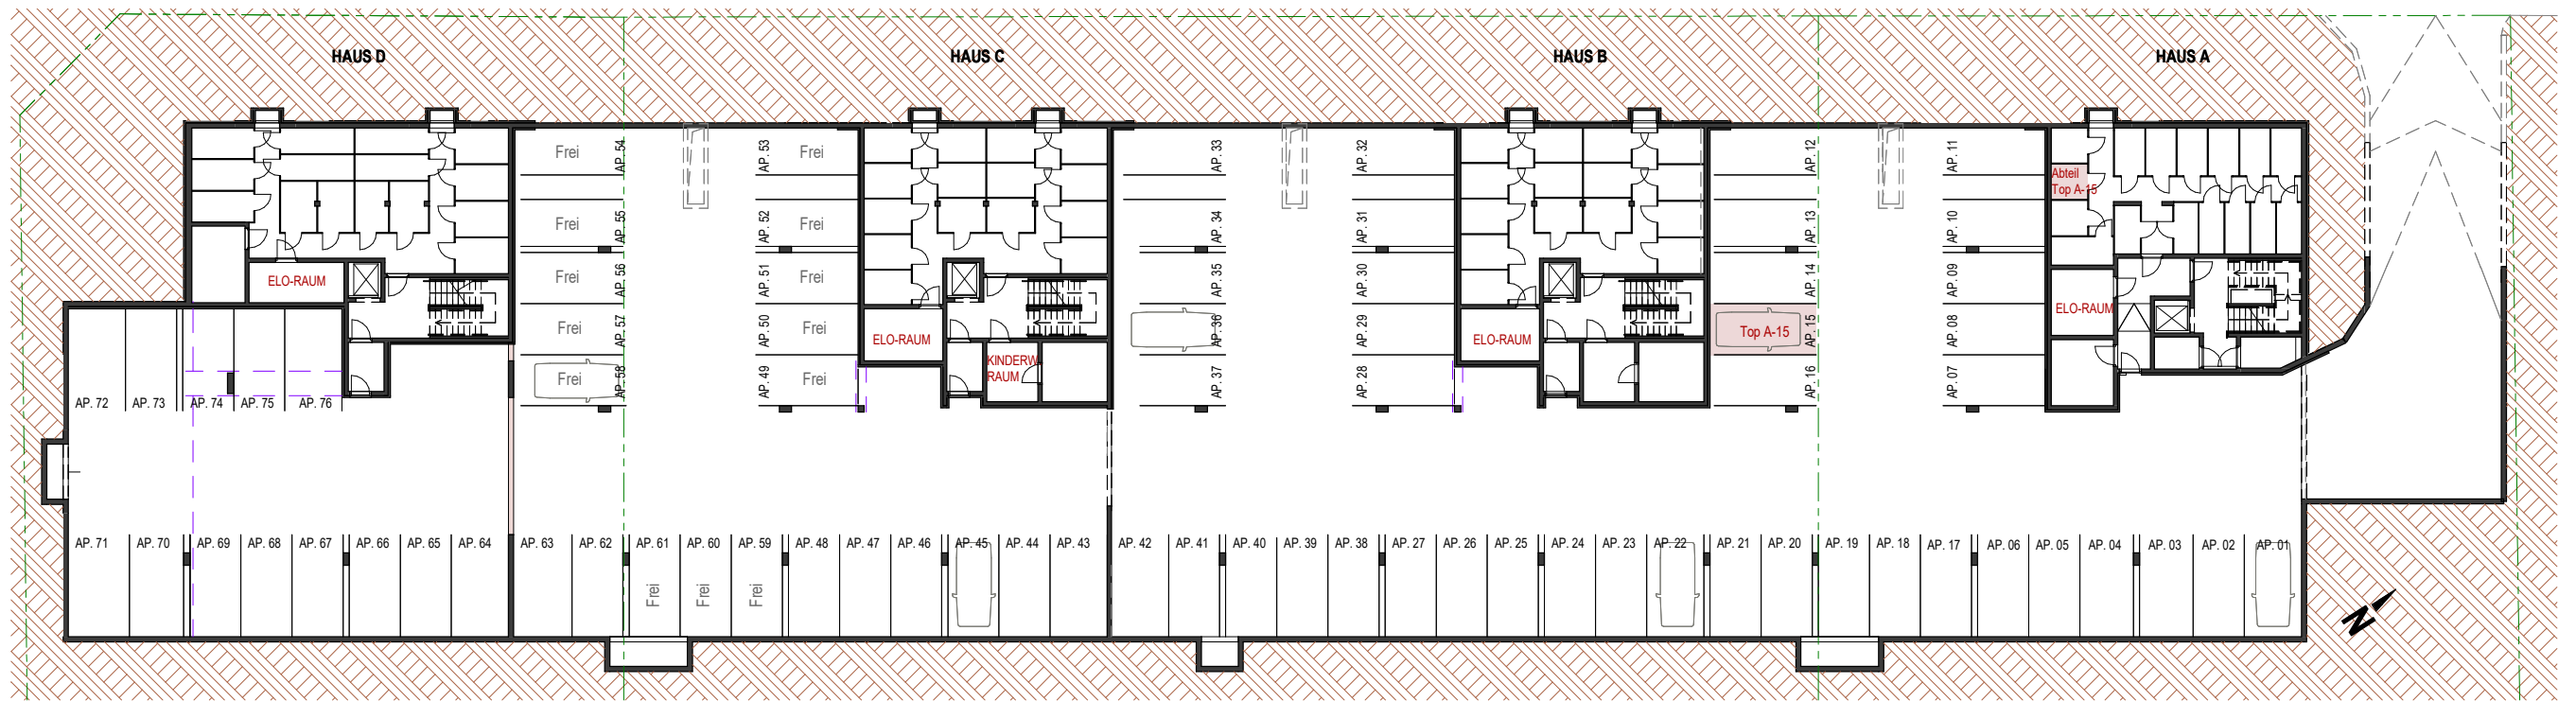 HAUS D
HAUS C
HAUS B
HAUS A
Frei
AP. 54
AP. 53
Frei
AP. 33
AP. 32
AP. 12
AP. 11
Abteil
Top A-15
Frei
AP. 55
AP. 52
Frei
AP. 34
AP. 31
AP. 13
AP. 10
ELO-RAUM
Frei
AP. 56
AP. 51
Frei
AP. 35
AP. 30
AP. 14
AP. 09
ELO-RAUM
Frei
AP. 57
AP. 50
Frei
ELO-RAUM
AP. 36
AP. 29
ELO-RAUM
Top A-15
AP. 15
AP. 08
Frei
AP. 58
AP. 49
Frei
KINDERW.
RAUM
AP. 37
AP. 28
AP. 16
AP. 07
AP. 72
AP. 73
AP. 74
AP. 75
AP. 76
AP. 71
AP. 70
AP. 69
AP. 68
AP. 67
AP. 66
AP. 65
AP. 64
AP. 63
AP. 62
AP. 61
AP. 60
AP. 59
AP. 48
AP. 47
AP. 46
AP. 45
AP. 44
AP. 43
AP. 42
AP. 41
AP. 40
AP. 39
AP. 38
AP. 27
AP. 26
AP. 25
AP. 24
AP. 23
AP. 22
AP. 21
AP. 20
AP. 19
AP. 18
AP. 17
AP. 06
AP. 05
AP. 04
AP. 03
AP. 02
AP. 01
Frei
Frei
Frei
N